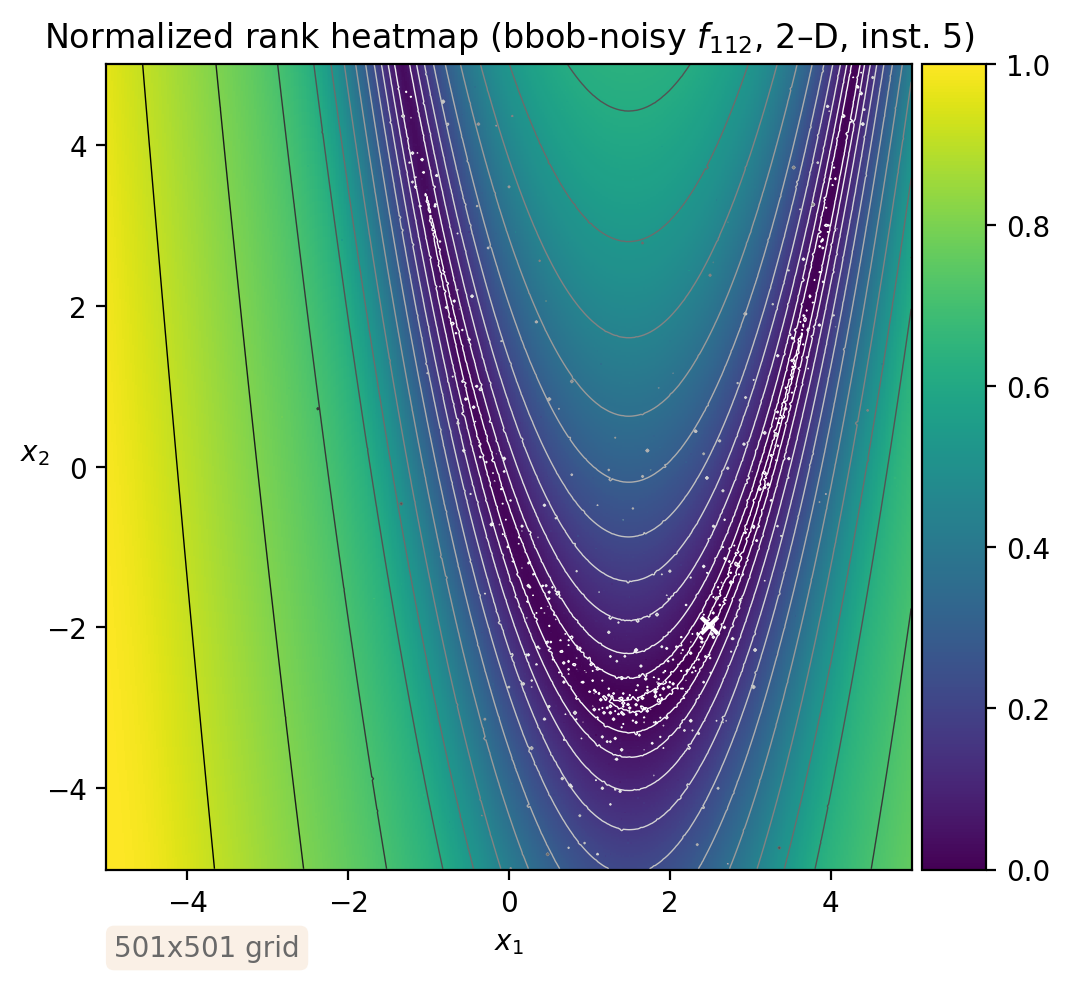 Normalized rank heatmap (bbob-noisy f₁₁₂, 2–D, inst. 5)
1.0
0.8
0.6
0.4
0.2
0.0
4
2
0
−2
−4
x₂
−4 −2 0 2 4
x₁
501x501 grid